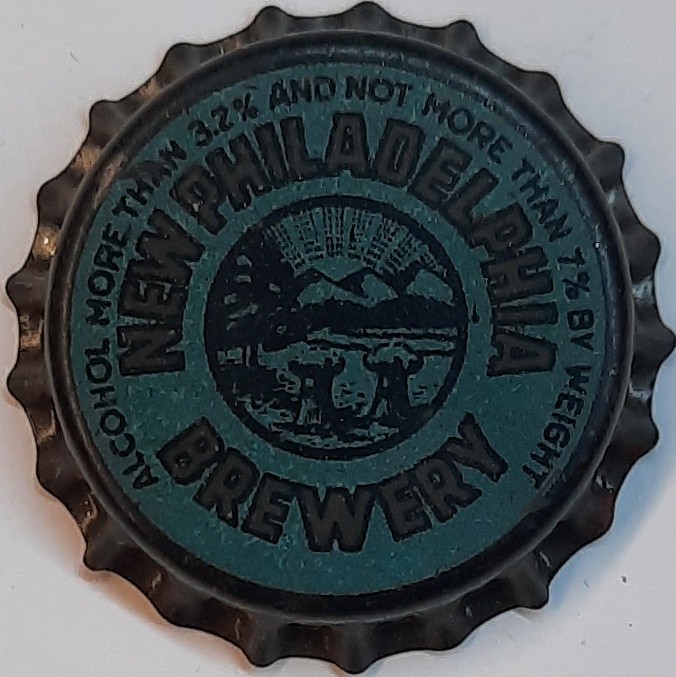 ALCOHOL MORE THAN 3.2% AND NOT MORE THAN 7% BY WEIGHT
NEW PHILADELPHIA
BREWERY